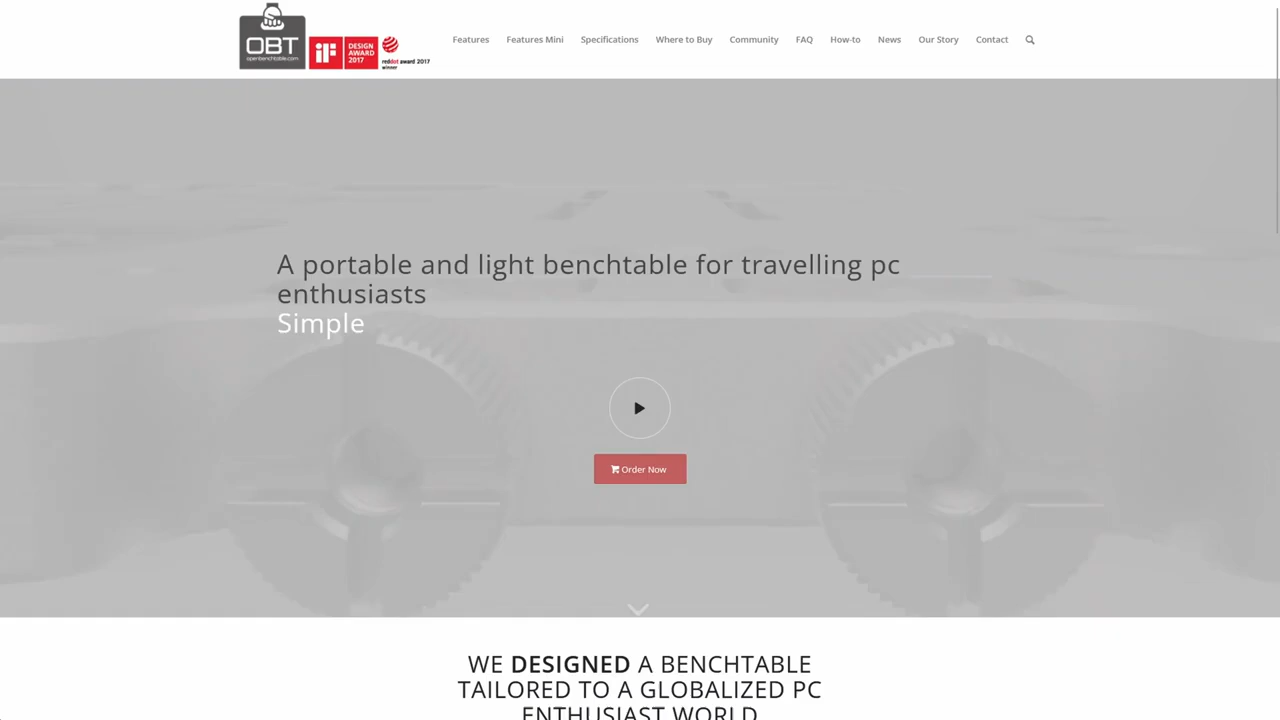 OBT
openbenchtable.com
iF
DESIGN
AWARD
2017
reddot award 2017
winner
Features
Features Mini
Specifications
Where to Buy
Community
FAQ
How-to
News
Our Story
Contact
A portable and light benchtable for travelling pc
enthusiasts
Simple
Order Now
WE DESIGNED A BENCHTABLE
TAILORED TO A GLOBALIZED PC
ENTHUSIAST WORLD